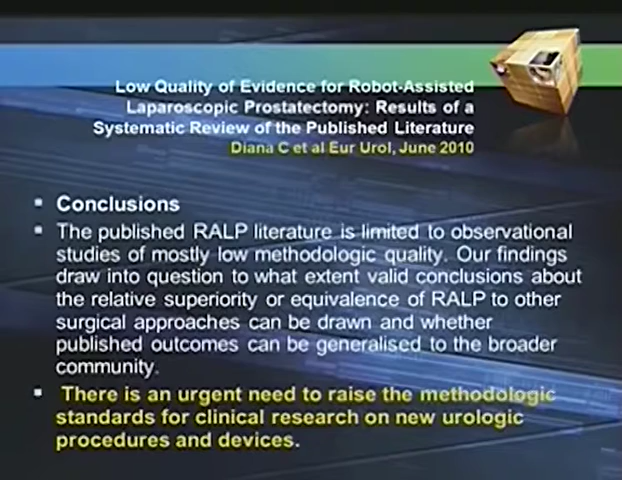 Low Quality of Evidence for Robot-Assisted
Laparoscopic Prostatectomy: Results of a
Systematic Review of the Published Literature
Diana C et al Eur Urol, June 2010
▪ Conclusions
▪ The published RALP literature is limited to observational
studies of mostly low methodologic quality. Our findings
draw into question to what extent valid conclusions about
the relative superiority or equivalence of RALP to other
surgical approaches can be drawn and whether
published outcomes can be generalised to the broader
community.
▪ There is an urgent need to raise the methodologic
standards for clinical research on new urologic
procedures and devices.